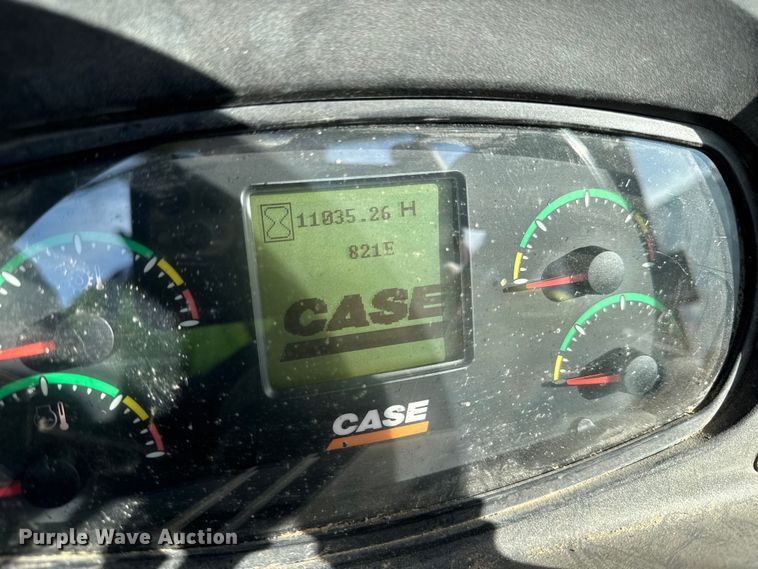 11035.26 H
821E
CASE
CASE
Purple Wave Auction